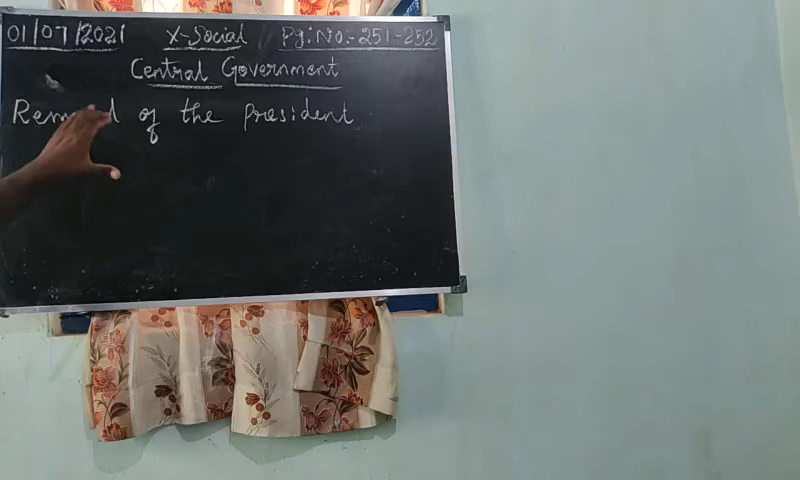 01/07/2021 X-Social Pg:No.-251-252
Central Government
of the president